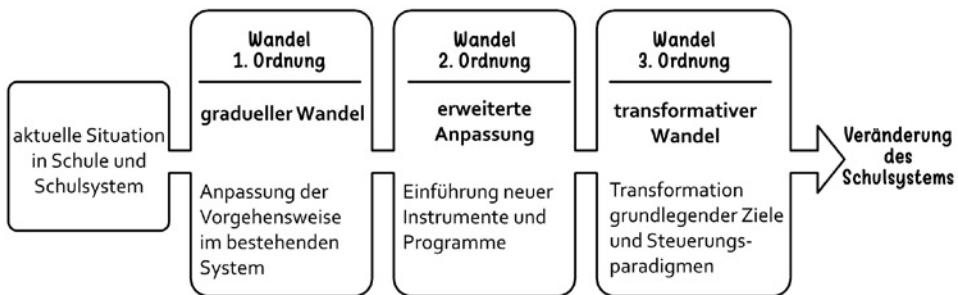 aktuelle Situation
in Schule und
Schulsystem
Wandel
1. Ordnung
gradueller Wandel
Anpassung der
Vorgehensweise
im bestehenden
System
Wandel
2. Ordnung
erweiterte
Anpassung
Einführung neuer
Instrumente und
Programme
Wandel
3. Ordnung
transformativer
Wandel
Transformation
grundlegender Ziele
und Steuerungs-
paradigmen
Veränderung
des
Schulsystems